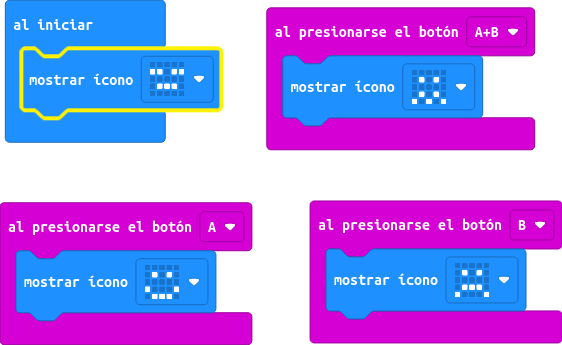 al iniciar
mostrar ícono
al presionarse el botón A+B
mostrar ícono
al presionarse el botón A
mostrar ícono
al presionarse el botón B
mostrar ícono